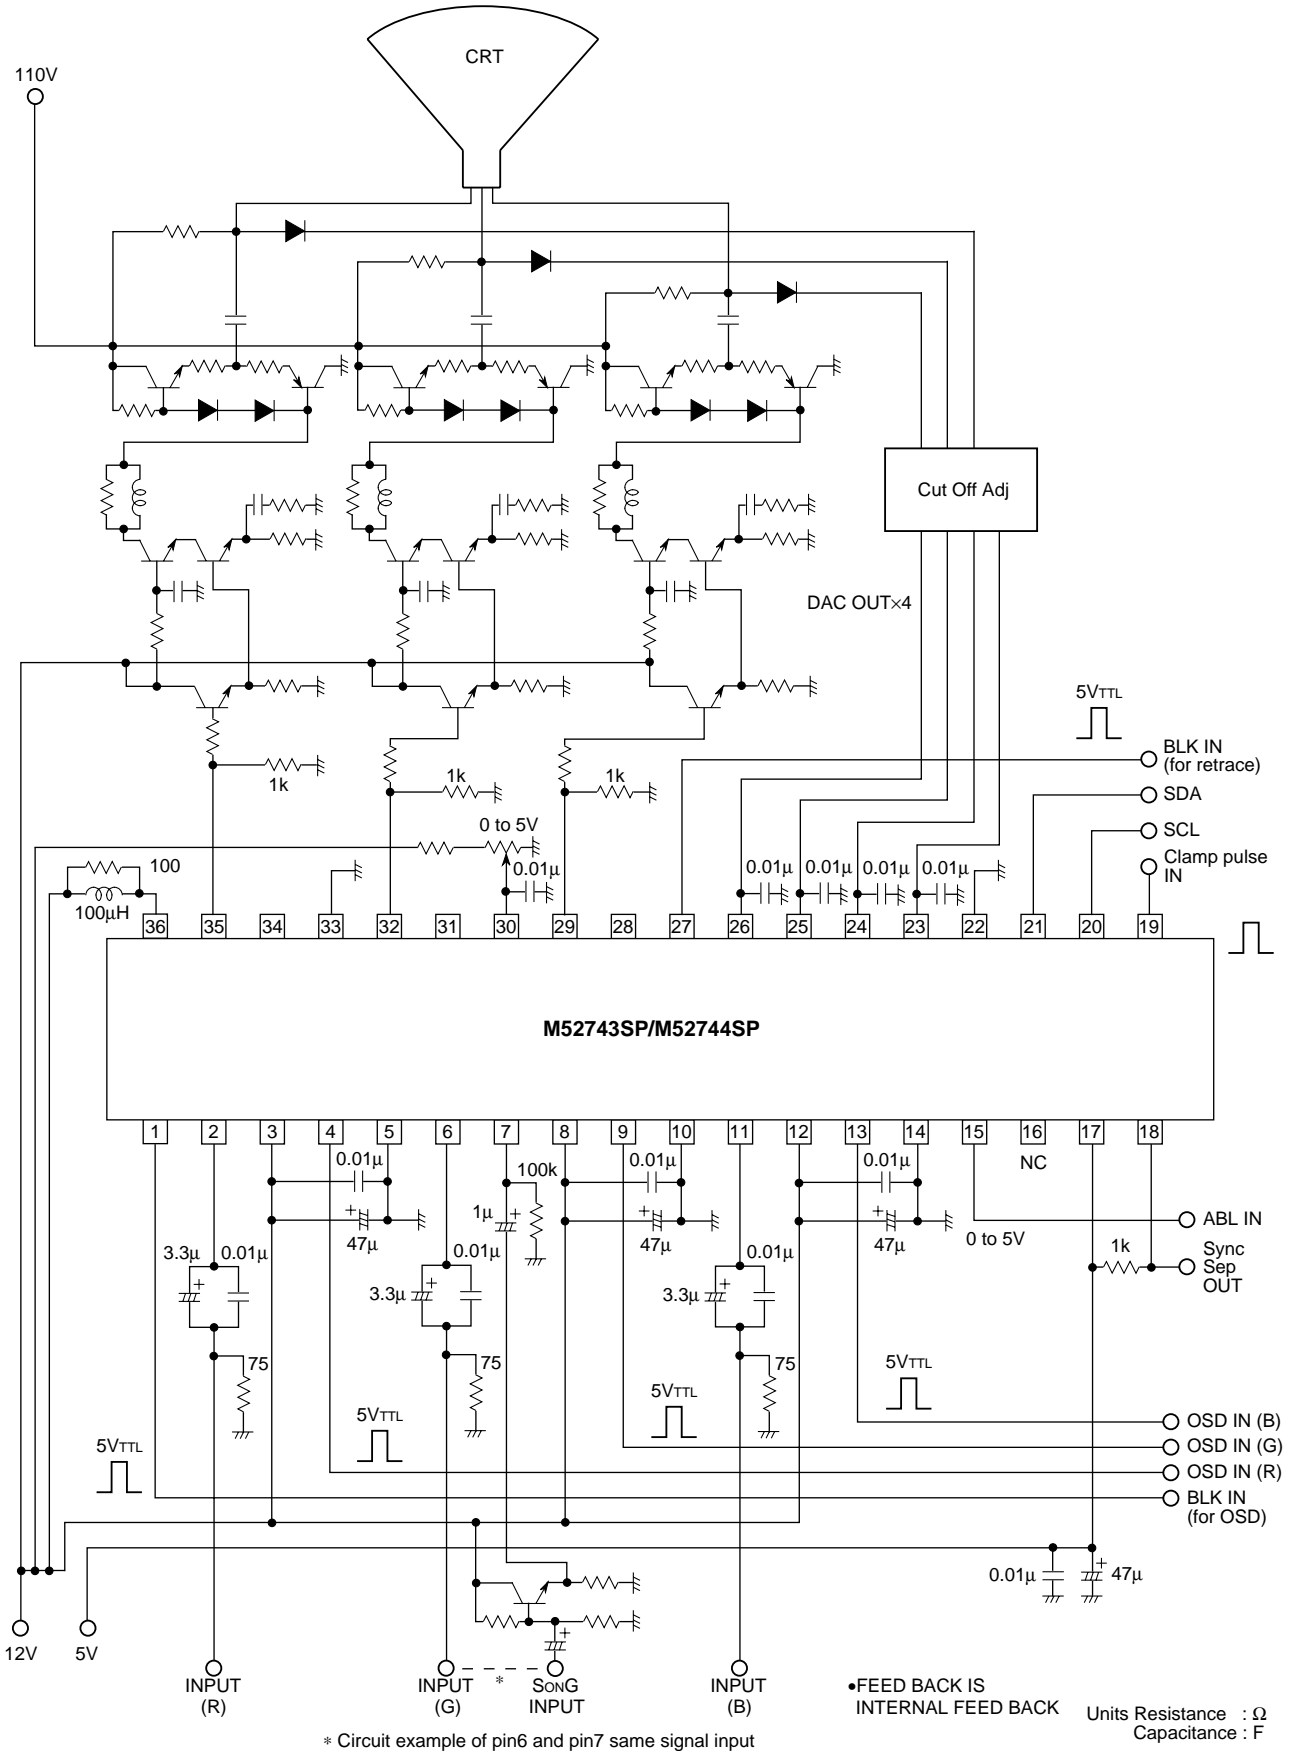 CRT
110V
Cut Off Adj
DAC OUT×4
5VTTL
BLK IN
(for retrace)
SDA
SCL
Clamp pulse
IN
1k
1k
1k
0 to 5V
0.01μ
100
100μH
0.01μ
0.01μ
0.01μ
0.01μ
36
35
34
33
32
31
30
29
28
27
26
25
24
23
22
21
20
19
M52743SP/M52744SP
1
2
3
4
5
6
7
8
9
10
11
12
13
14
15
16
17
18
NC
0.01μ
+
47μ
100k
1μ
+
0.01μ
+
47μ
0.01μ
+
47μ
0 to 5V
ABL IN
1k
Sync
Sep
OUT
3.3μ
+
0.01μ
3.3μ
+
0.01μ
3.3μ
+
0.01μ
75
75
75
5VTTL
5VTTL
5VTTL
5VTTL
OSD IN (B)
OSD IN (G)
OSD IN (R)
BLK IN
(for OSD)
0.01μ
+
47μ
12V
5V
+
INPUT
(R)
INPUT
(G)
*
SONG
INPUT
INPUT
(B)
•FEED BACK IS
INTERNAL FEED BACK
Units Resistance : Ω
Capacitance : F
* Circuit example of pin6 and pin7 same signal input